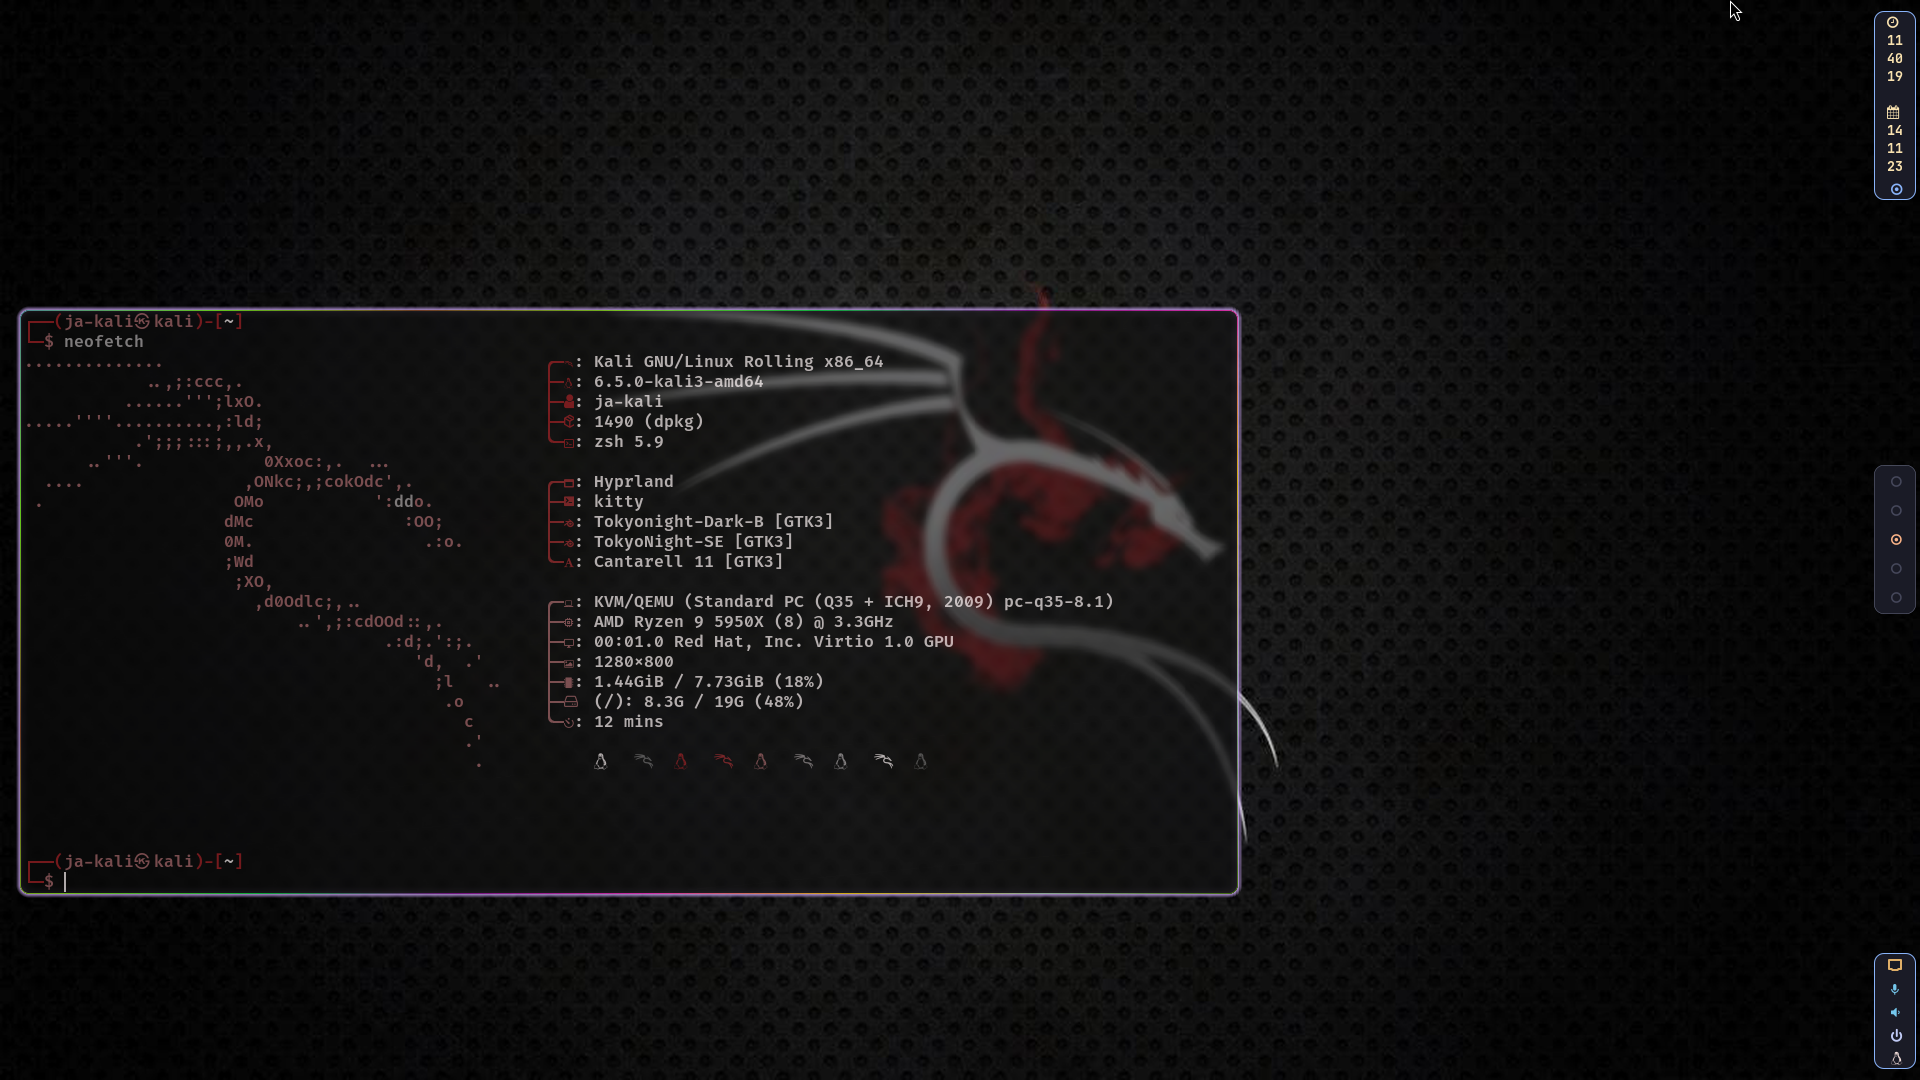 ┌──(ja-kali㉿kali)-[~]
└─$ neofetch
..............
..,;:ccc,.
......''';lxO.
.....''''..........,:ld;
.';;;:::;,,.x,
..'''.
0Xxoc:,. ...
....
,ONkc;,;cokOdc',.
.
OMo ':ddo.
dMc :OO;
0M. .:o.
;Wd
;XO,
,d0Odlc;,..
..',;:cdOOd::,.
.:d;.':;.
'd, .'
;l ..
.o
c
.'
.
: Kali GNU/Linux Rolling x86_64
: 6.5.0-kali3-amd64
: ja-kali
: 1490 (dpkg)
: zsh 5.9
: Hyprland
: kitty
: Tokyonight-Dark-B [GTK3]
: TokyoNight-SE [GTK3]
: Cantarell 11 [GTK3]
: KVM/QEMU (Standard PC (Q35 + ICH9, 2009) pc-q35-8.1)
: AMD Ryzen 9 5950X (8) @ 3.3GHz
: 00:01.0 Red Hat, Inc. Virtio 1.0 GPU
: 1280×800
: 1.44GiB / 7.73GiB (18%)
: (/): 8.3G / 19G (48%)
: 12 mins
┌──(ja-kali㉿kali)-[~]
└─$
11
40
19
14
11
23